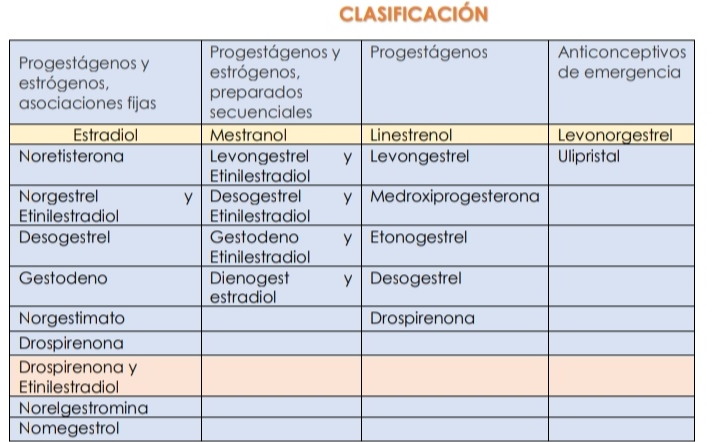 CLASIFICACIÓN
Progestágenos y estrógenos, asociaciones fijas | Progestágenos y estrógenos, preparados secuenciales | Progestágenos | Anticonceptivos de emergencia
Estradiol | Mestranol | Linestrenol | Levonorgestrel
Noretisterona | Levongestrel y Etinilestradiol | Levongestrel | Ulipristal
Norgestrel y Etinilestradiol | Desogestrel y Etinilestradiol | Medroxiprogesterona
Desogestrel | Gestodeno y Etinilestradiol | Etonogestrel
Gestodeno | Dienogest y estradiol | Desogestrel
Norgestimato | Drospirenona
Drospirenona
Drospirenona y Etinilestradiol
Norelgestromina
Nomegestrol